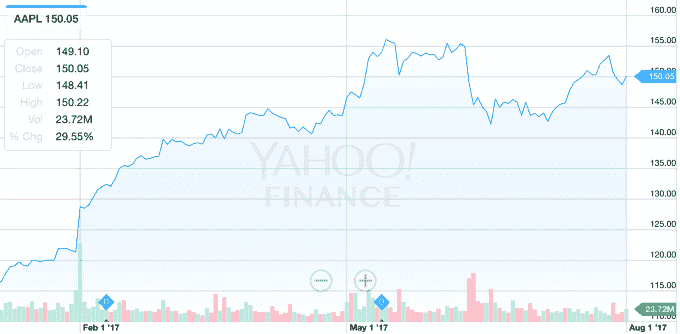 AAPL 150.05
Open 149.10
Close 150.05
Low 148.41
High 150.22
Vol 23.72M
% Chg 29.55%
YAHOO!
FINANCE
160.00
155.00
150.05
145.00
140.00
135.00
130.00
125.00
120.00
115.00
23.72M
Feb 1 '17
May 1 '17
Aug 1 '17